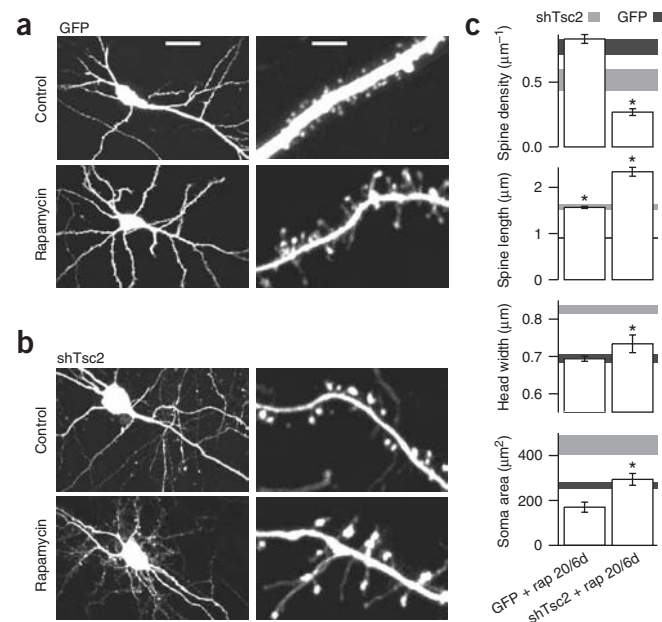 a
GFP
Control
Rapamycin
b
shTsc2
Control
Rapamycin
c
shTsc2 GFP
Spine density (μm⁻¹)
0.5
0.0
*
Spine length (μm)
2
1
0
*
*
Head width (μm)
0.8
0.7
0.6
*
Soma area (μm²)
400
200
0
*
GFP + rap 20/6d
shTsc2 + rap 20/6d